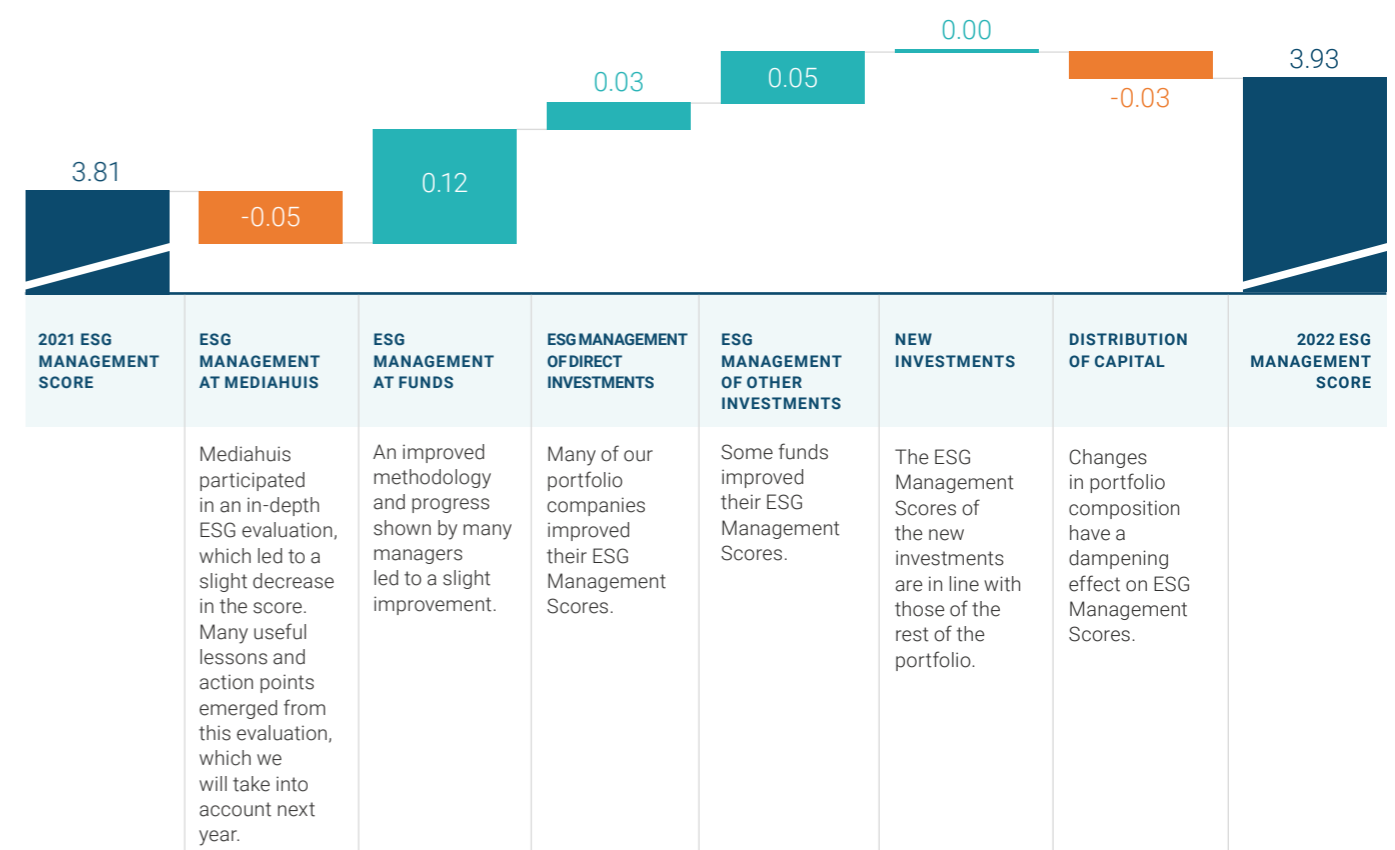 0.00
3.93
0.03
0.05
-0.03
3.81
0.12
-0.05
2021 ESG
MANAGEMENT
SCORE
ESG
MANAGEMENT
AT MEDIAHUIS
ESG
MANAGEMENT
AT FUNDS
ESG MANAGEMENT
OF DIRECT
INVESTMENTS
ESG
MANAGEMENT
OF OTHER
INVESTMENTS
NEW
INVESTMENTS
DISTRIBUTION
OF CAPITAL
2022 ESG
MANAGEMENT
SCORE
Mediahuis
participated
in an in-depth
ESG evaluation,
which led to a
slight decrease
in the score.
Many useful
lessons and
action points
emerged from
this evaluation,
which we
will take into
account next
year.
An improved
methodology
and progress
shown by many
managers
led to a slight
improvement.
Many of our
portfolio
companies
improved
their ESG
Management
Scores.
Some funds
improved
their ESG
Management
Scores.
The ESG
Management
Scores of
the new
investments
are in line with
those of the
rest of the
portfolio.
Changes
in portfolio
composition
have a
dampening
effect on ESG
Management
Scores.